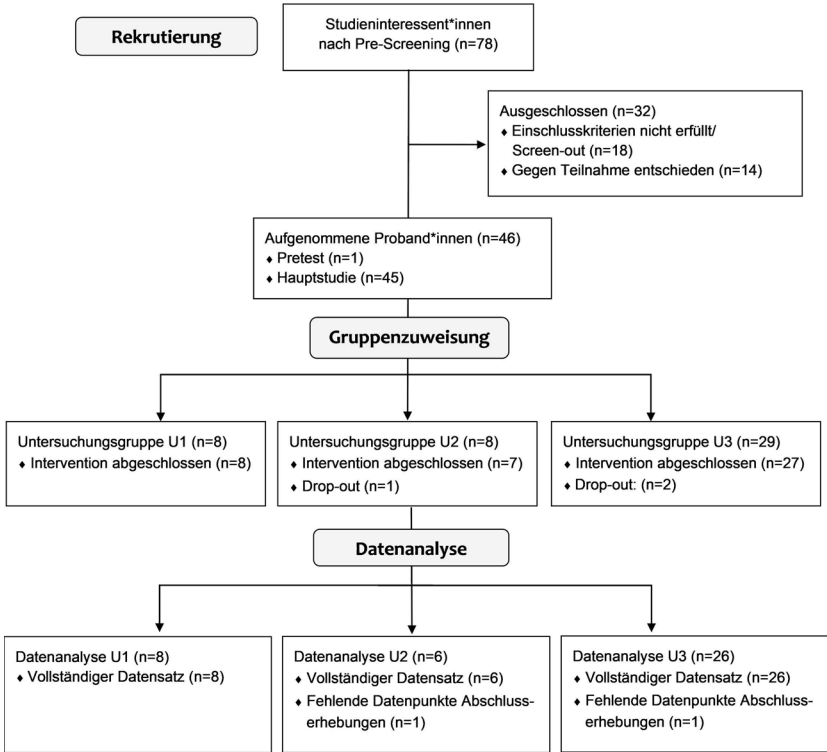 Rekrutierung
Studieninteressent*innen
nach Pre-Screening (n=78)
Ausgeschlossen (n=32)
♦ Einschlusskriterien nicht erfüllt/
Screen-out (n=18)
♦ Gegen Teilnahme entschieden (n=14)
Aufgenommene Proband*innen (n=46)
♦ Pretest (n=1)
♦ Hauptstudie (n=45)
Gruppenzuweisung
Untersuchungsgruppe U1 (n=8)
♦ Intervention abgeschlossen (n=8)
Untersuchungsgruppe U2 (n=8)
♦ Intervention abgeschlossen (n=7)
♦ Drop-out (n=1)
Untersuchungsgruppe U3 (n=29)
♦ Intervention abgeschlossen (n=27)
♦ Drop-out: (n=2)
Datenanalyse
Datenanalyse U1 (n=8)
♦ Vollständiger Datensatz (n=8)
Datenanalyse U2 (n=6)
♦ Vollständiger Datensatz (n=6)
♦ Fehlende Datenpunkte Abschluss-
erhebungen (n=1)
Datenanalyse U3 (n=26)
♦ Vollständiger Datensatz (n=26)
♦ Fehlende Datenpunkte Abschluss-
erhebungen (n=1)